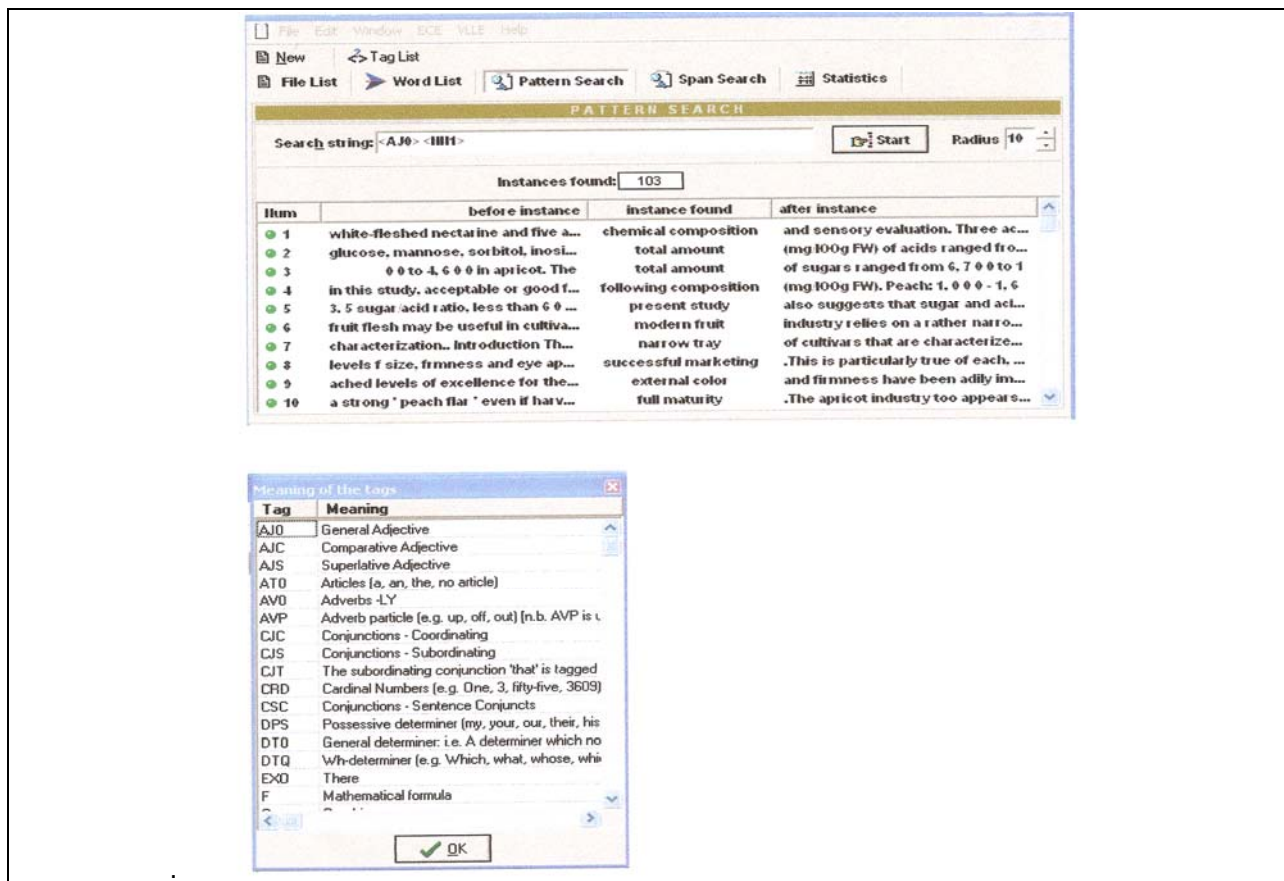 File Edit Window ECE VLLE Help
New Tag List
File List Word List Pattern Search Span Search Statistics
PATTERN SEARCH
Search string: <AJ0> <NN1> Start Radius 10
Instances found: 103
Num before instance instance found after instance
1 white-fleshed nectarine and five a... chemical composition and sensory evaluation. Three ac...
2 glucose, mannose, sorbitol, inosi... total amount (mg/100g FW) of acids ranged fro...
3 0 0 to 4, 6 0 0 in apricot. The total amount of sugars ranged from 6, 7 0 0 to 1
4 in this study, acceptable or good f... following composition (mg/100g FW). Peach: 1, 0 0 0 - 1, 6
5 3, 5 sugar/acid ratio, less than 6 0 ... present study also suggests that sugar and aci...
6 fruit flesh may be useful in cultiva... modern fruit industry relies on a rather narro...
7 characterization.. Introduction Th... narrow tray of cultivars that are characterize...
8 levels f size, frmness and eye ap... successful marketing .This is particularly true of each, ...
9 ached levels of excellence for the... external color and firmness have been adily im...
10 a strong " peach flar " even if harv... full maturity .The apricot industry too appears...
Meaning of the tags
Tag Meaning
AJ0 General Adjective
AJC Comparative Adjective
AJS Superlative Adjective
AT0 Articles (a, an, the, no article)
AV0 Adverbs -LY
AVP Adverb particle (e.g. up, off, out) [n.b. AVP is u
CJC Conjunctions - Coordinating
CJS Conjunctions - Subordinating
CJT The subordinating conjunction 'that' is tagged
CRD Cardinal Numbers (e.g. One, 3, fifty-five, 3609)
CSC Conjunctions - Sentence Conjuncts
DPS Possessive determiner (my, your, our, their, his
DT0 General determiner: i.e. A determiner which no
DTQ Wh-determiner (e.g. Which, what, whose, whi
EX0 There
F Mathematical formula
OK